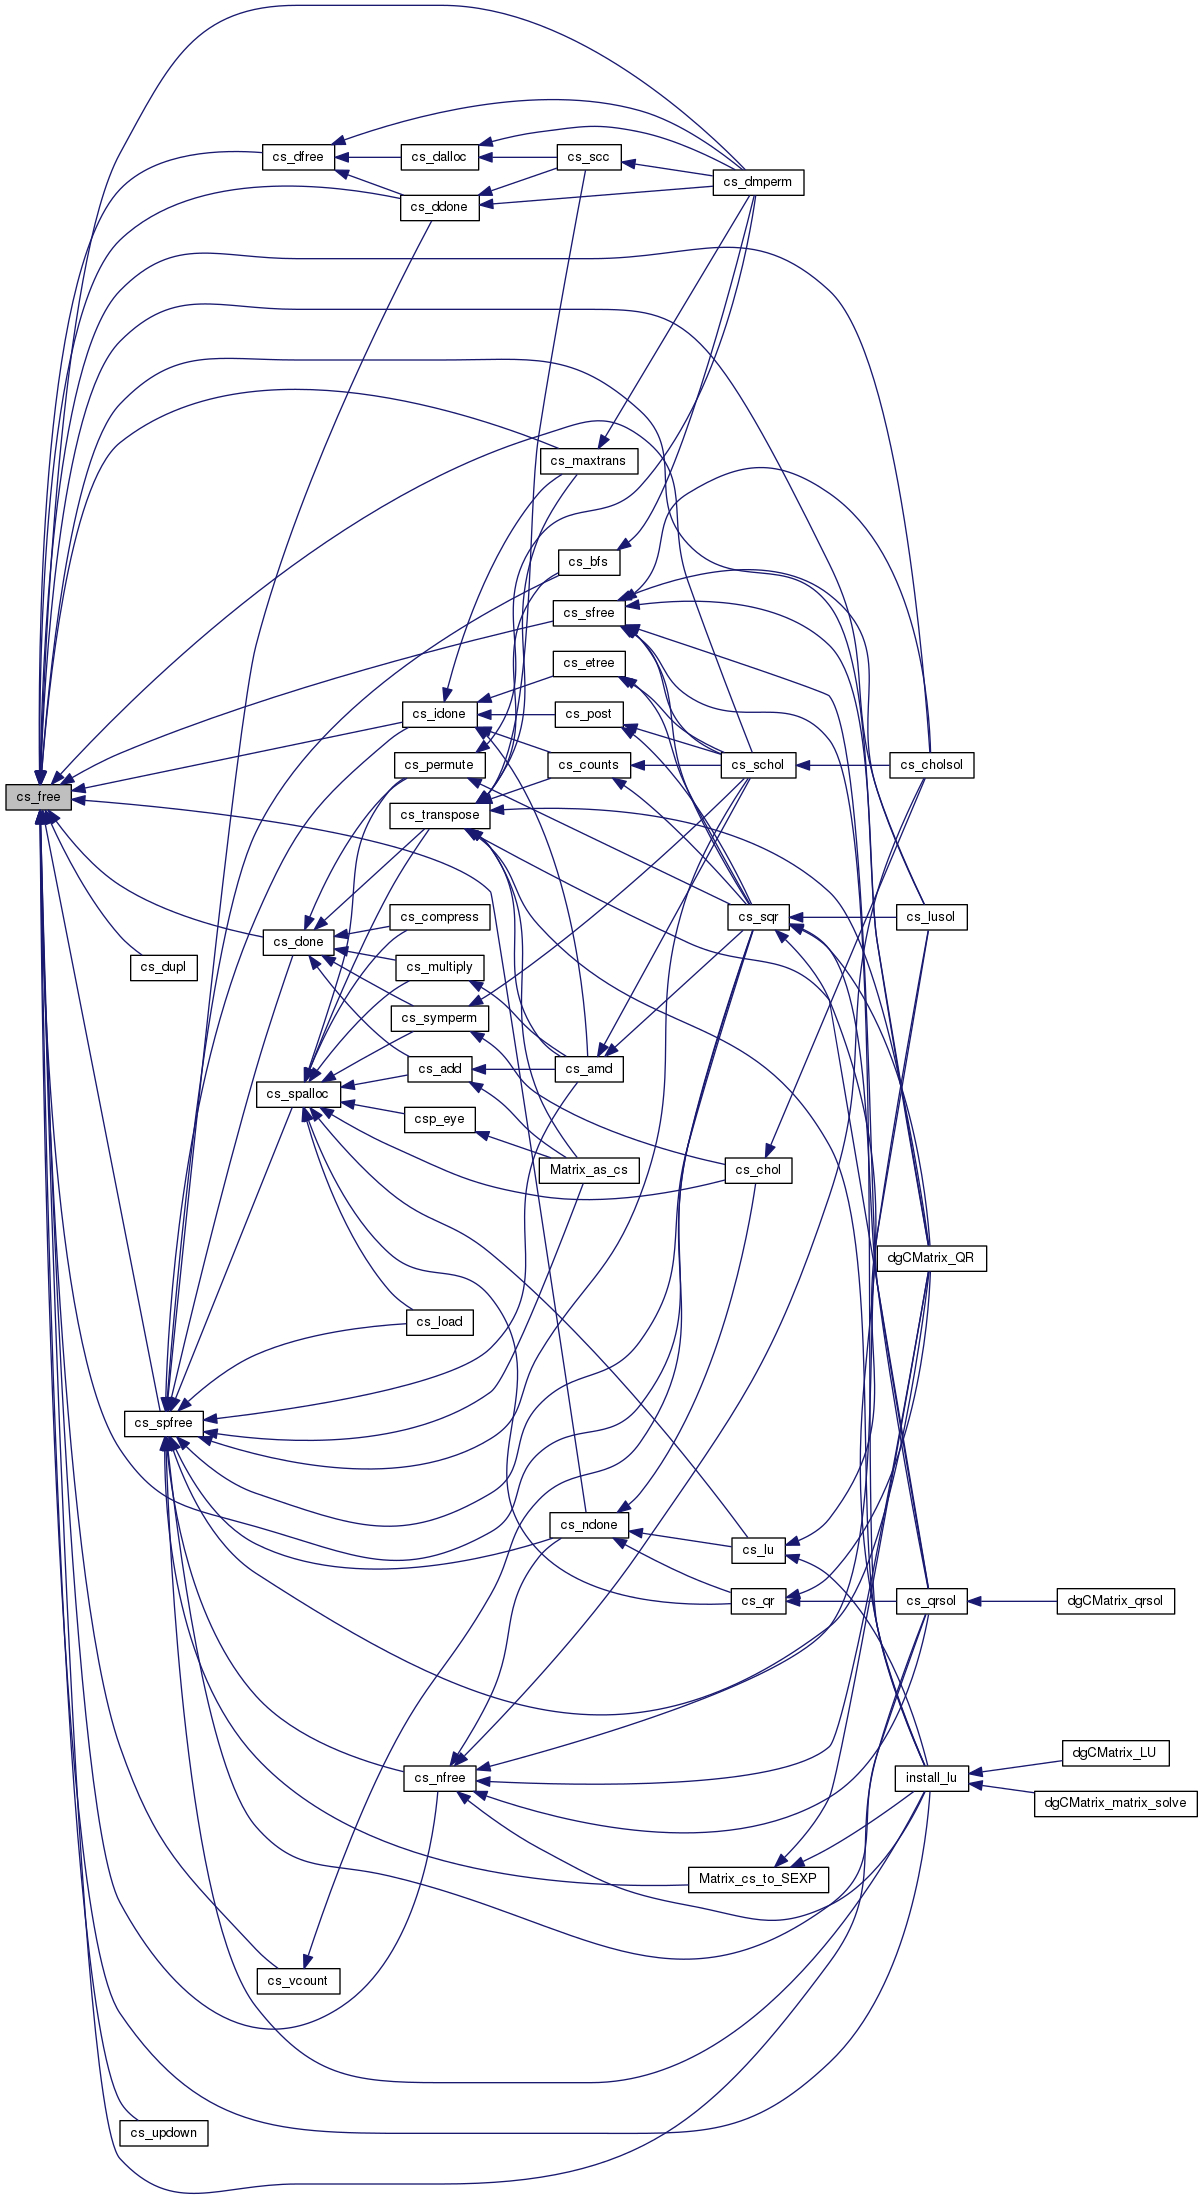 cs_dfree
cs_dalloc
cs_scc
cs_dmperm
cs_ddone
cs_maxtrans
cs_bfs
cs_sfree
cs_etree
cs_idone
cs_post
cs_permute
cs_counts
cs_schol
cs_cholsol
cs_free
cs_transpose
cs_compress
cs_sqr
cs_lusol
cs_done
cs_dupl
cs_multiply
cs_symperm
cs_add
cs_amd
cs_spalloc
csp_eye
Matrix_as_cs
cs_chol
dgCMatrix_QR
cs_load
cs_spfree
cs_ndone
cs_lu
cs_qr
cs_qrsol
dgCMatrix_qrsol
dgCMatrix_LU
cs_nfree
install_lu
dgCMatrix_matrix_solve
Matrix_cs_to_SEXP
cs_vcount
cs_updown